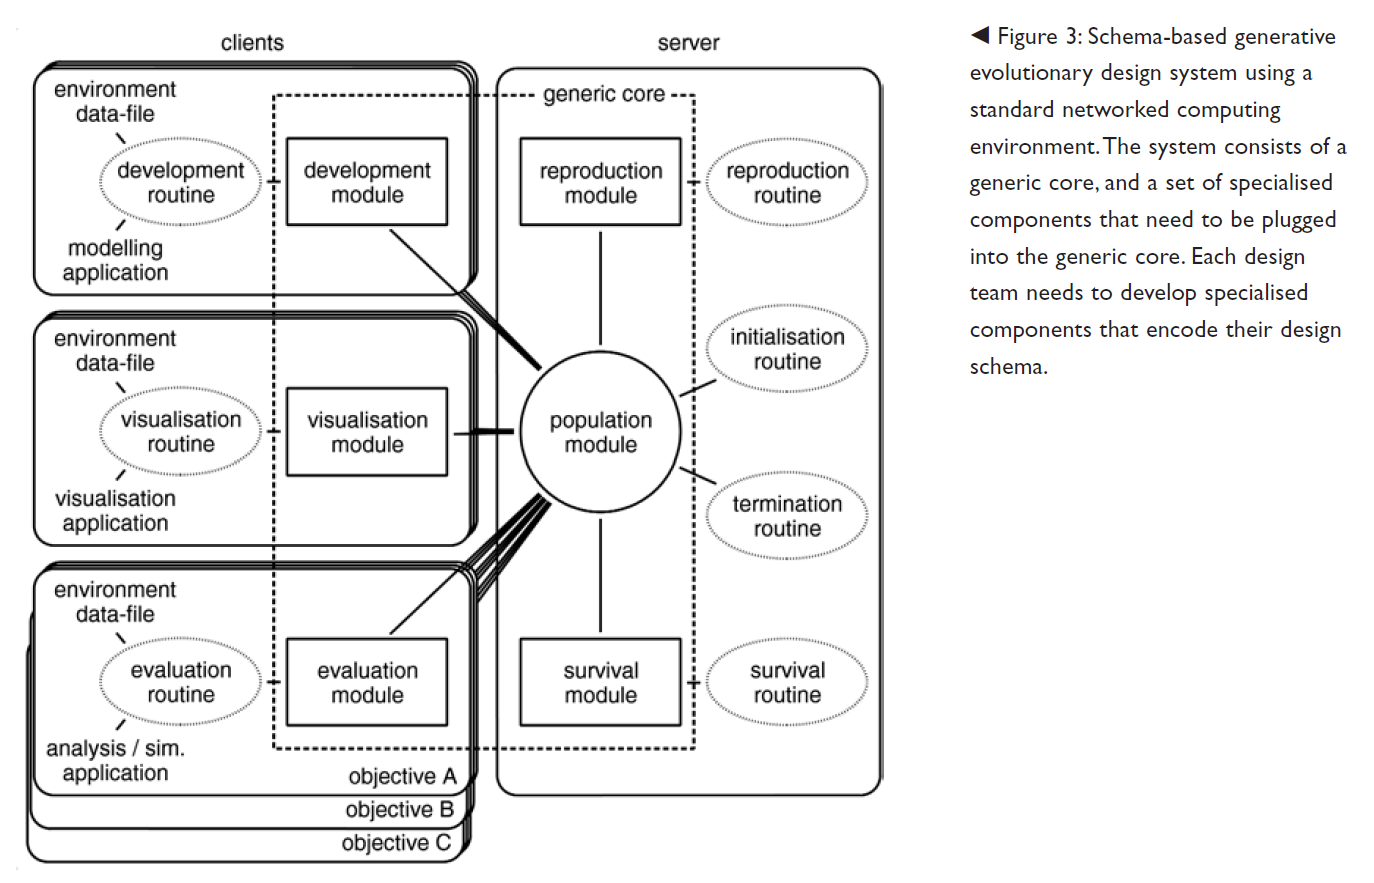 clients
server
environment
data-file
development
routine
modelling
application
development
module
generic core
reproduction
module
reproduction
routine
environment
data-file
visualisation
routine
visualisation
application
visualisation
module
population
module
initialisation
routine
termination
routine
environment
data-file
evaluation
routine
analysis / sim.
application
evaluation
module
objective A
objective B
objective C
survival
module
survival
routine
◄ Figure 3: Schema-based generative
evolutionary design system using a
standard networked computing
environment. The system consists of a
generic core, and a set of specialised
components that need to be plugged
into the generic core. Each design
team needs to develop specialised
components that encode their design
schema.